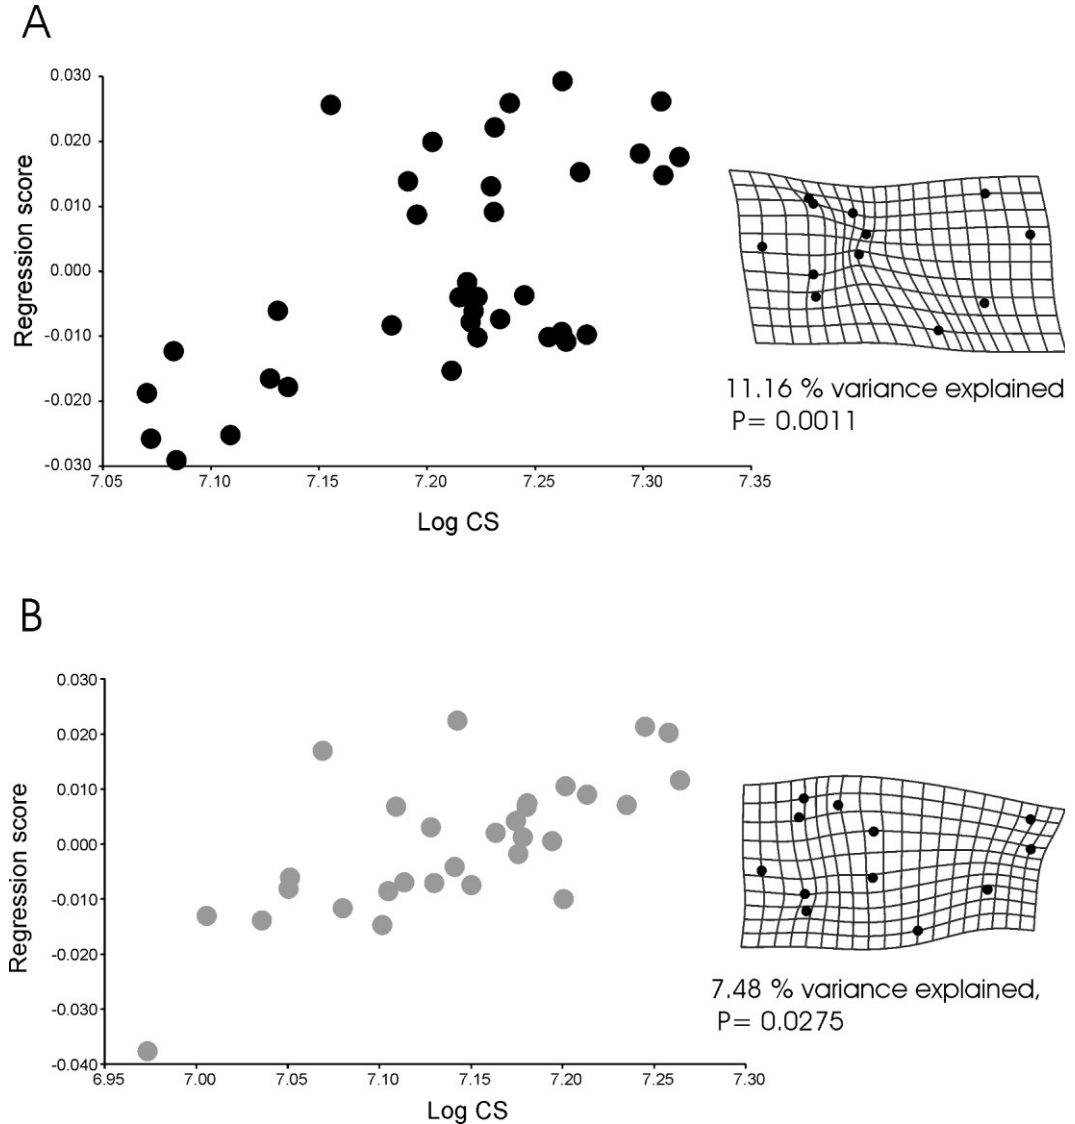 A
0.030
0.020
0.010
0.000
-0.010
-0.020
-0.030
Regression score
7.05 7.10 7.15 7.20 7.25 7.30 7.35
Log CS
11.16 % variance explained
P= 0.0011
B
0.030
0.020
0.010
0.000
-0.010
-0.020
-0.030
-0.040
Regression score
6.95 7.00 7.05 7.10 7.15 7.20 7.25 7.30
Log CS
7.48 % variance explained,
P= 0.0275